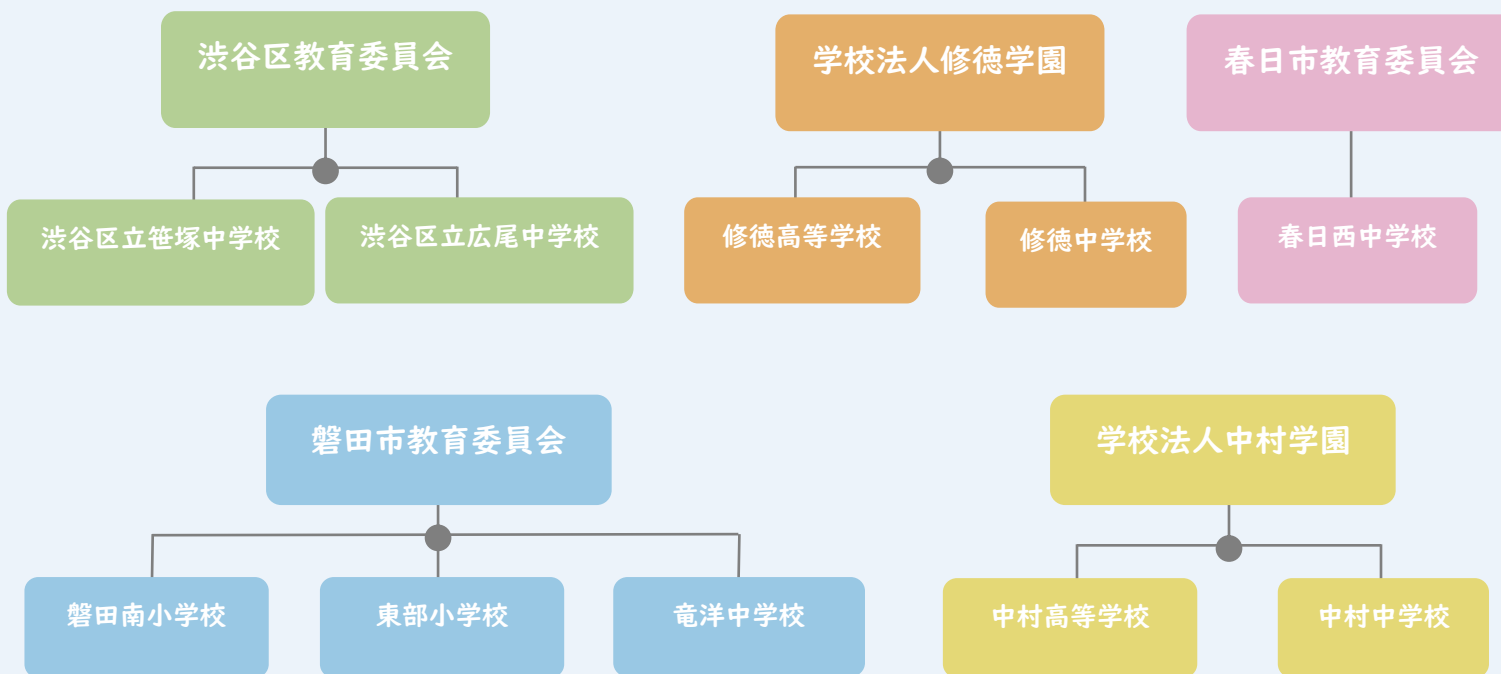 渋谷区教育委員会
学校法人修徳学園
春日市教育委員会
渋谷区立笹塚中学校
渋谷区立広尾中学校
修徳高等学校
修徳中学校
春日西中学校
磐田市教育委員会
学校法人中村学園
磐田南小学校
東部小学校
竜洋中学校
中村高等学校
中村中学校